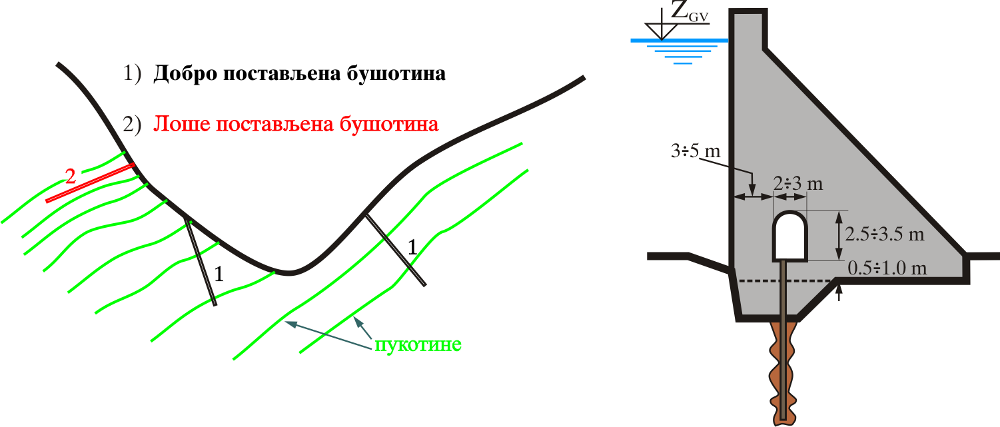 1) Добро постављена бушотина
2) Лоше постављена бушотина
2
1
1
пукотине
Z GV
3÷5 m
2÷3 m
2.5÷3.5 m
0.5÷1.0 m